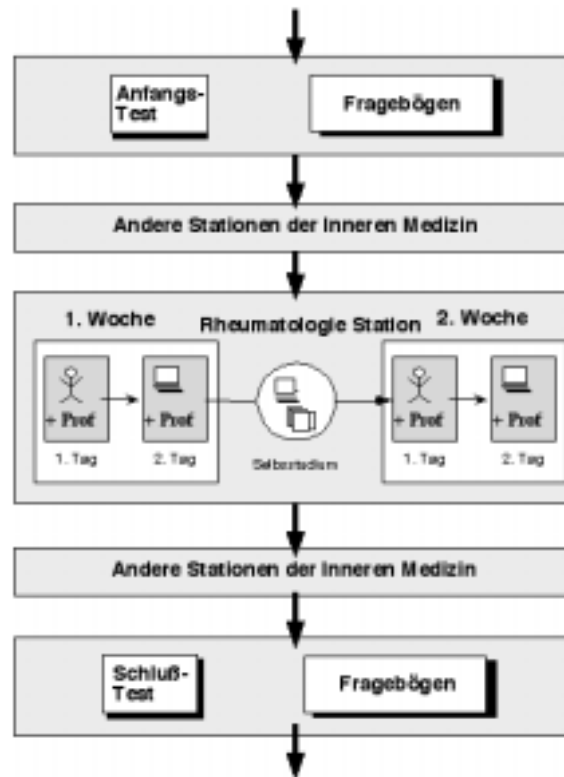 Anfangs-
Test
Fragebögen
Andere Stationen der Inneren Medizin
1. Woche
Rheumatologie Station
2. Woche
+ Prof
+ Prof
+ Prof
+ Prof
1. Tag
2. Tag
Selbststudium
1. Tag
2. Tag
Andere Stationen der Inneren Medizin
Schluß-
Test
Fragebögen